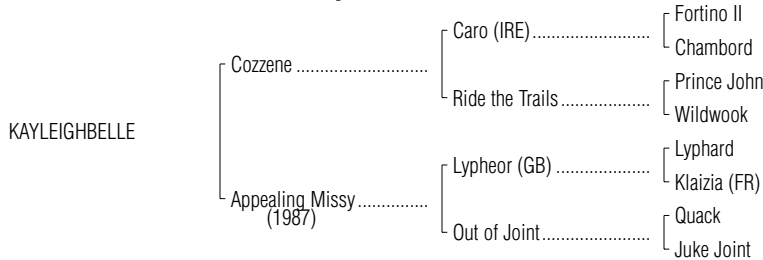 Fortino II
Caro (IRE)..........................
Chambord
Cozzene ............................
Prince John
Ride the Trails....................
Wildwook
KAYLEIGHBELLE
Lyphard
Lypheor (GB) ....................
Klaizia (FR)
Appealing Missy...............
(1987)
Quack
Out of Joint.......................
Juke Joint